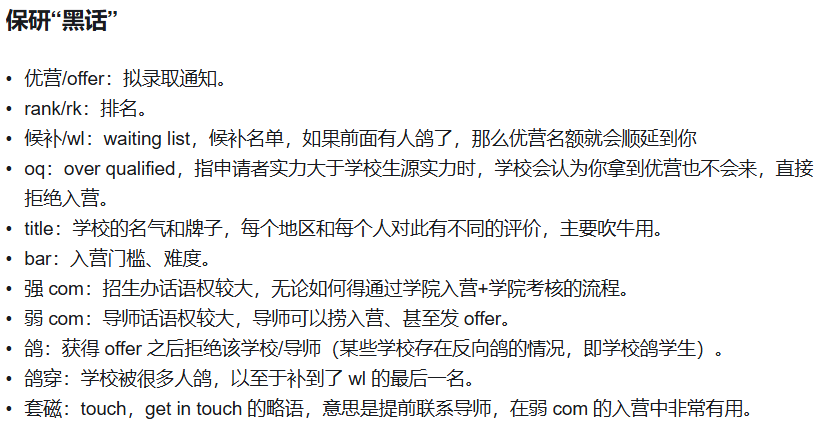 保研“黑话”
• 优营/offer：拟录取通知。
• rank/rk：排名。
• 候补/wl：waiting list，候补名单，如果前面有人鸽了，那么优营名额就会顺延到你
• oq：over qualified，指申请者实力大于学校生源实力时，学校会认为你拿到优营也不会来，直接
拒绝入营。
• title：学校的名气和牌子，每个地区和每个人对此有不同的评价，主要吹牛用。
• bar：入营门槛、难度。
• 强 com：招生办话语权较大，无论如何得通过学院入营+学院考核的流程。
• 弱 com：导师话语权较大，导师可以捞入营、甚至发 offer。
• 鸽：获得 offer 之后拒绝该学校/导师（某些学校存在反向鸽的情况，即学校鸽学生）。
• 鸽穿：学校被很多人鸽，以至于补到了 wl 的最后一名。
• 套磁：touch，get in touch 的略语，意思是提前联系导师，在弱 com 的入营中非常有用。